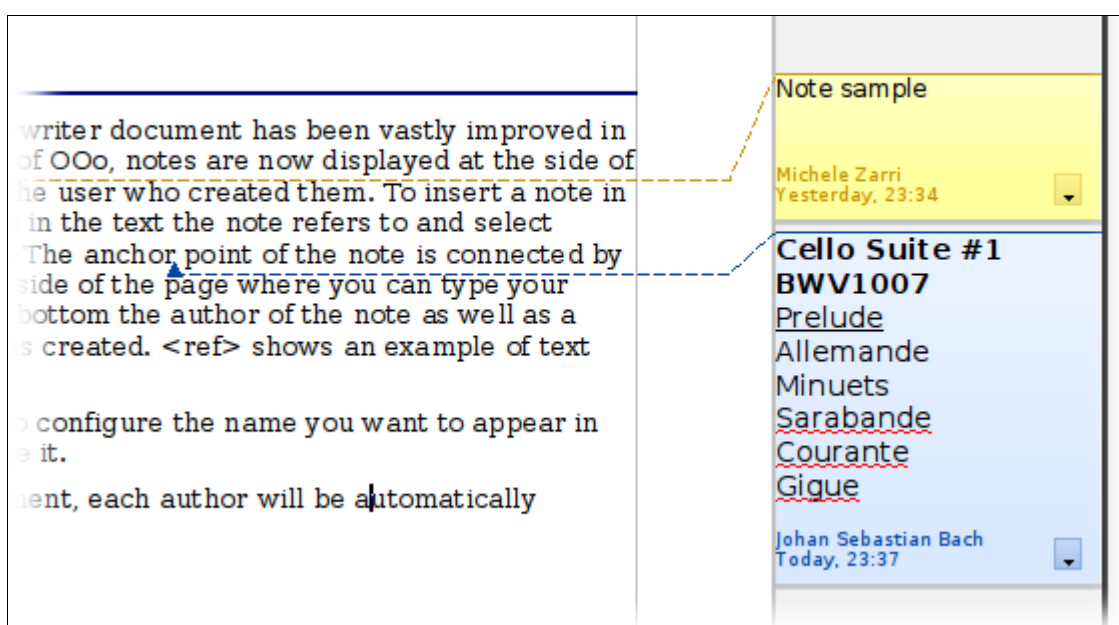 writer document has been vastly improved in
of OOo, notes are now displayed at the side of
he user who created them. To insert a note in
in the text the note refers to and select
The anchor point of the note is connected by
side of the page where you can type your
bottom the author of the note as well as a
s created. <ref> shows an example of text
o configure the name you want to appear in
e it.
ment, each author will be automatically
Note sample
Michele Zarri
Yesterday, 23:34
Cello Suite #1
BWV1007
Prelude
Allemande
Minuets
Sarabande
Courante
Gigue
Johan Sebastian Bach
Today, 23:37